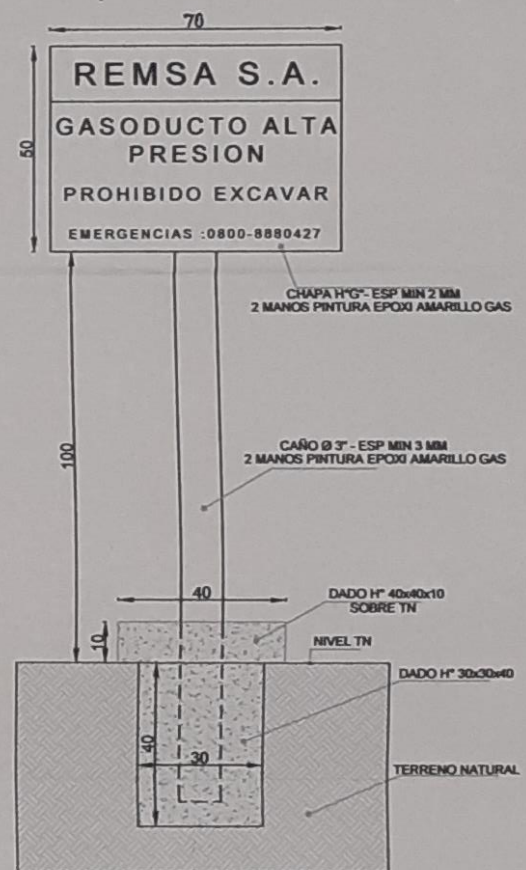 70
50
REMSA S.A.
GASODUCTO ALTA
PRESION
PROHIBIDO EXCAVAR
EMERGENCIAS :0800-8880427
CHAPA H"G"- ESP MIN 2 MM
2 MANOS PINTURA EPOXI AMARILLO GAS
100
CAÑO Ø 3" - ESP MIN 3 MM
2 MANOS PINTURA EPOXI AMARILLO GAS
40
DADO H" 40x40x10
SOBRE TN
10
NIVEL TN
DADO H" 30x30x40
40
30
TERRENO NATURAL